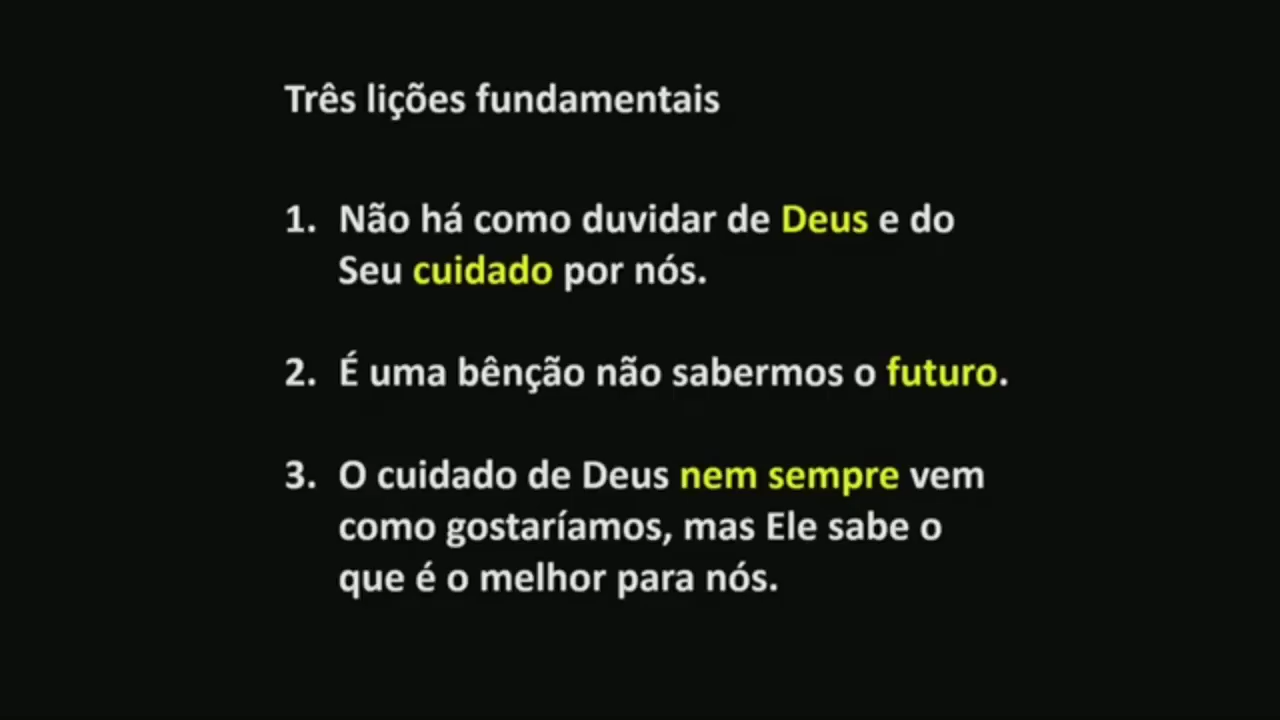 Três lições fundamentais
1. Não há como duvidar de Deus e do
Seu cuidado por nós.
2. É uma bênção não sabermos o futuro.
3. O cuidado de Deus nem sempre vem
como gostaríamos, mas Ele sabe o
que é o melhor para nós.